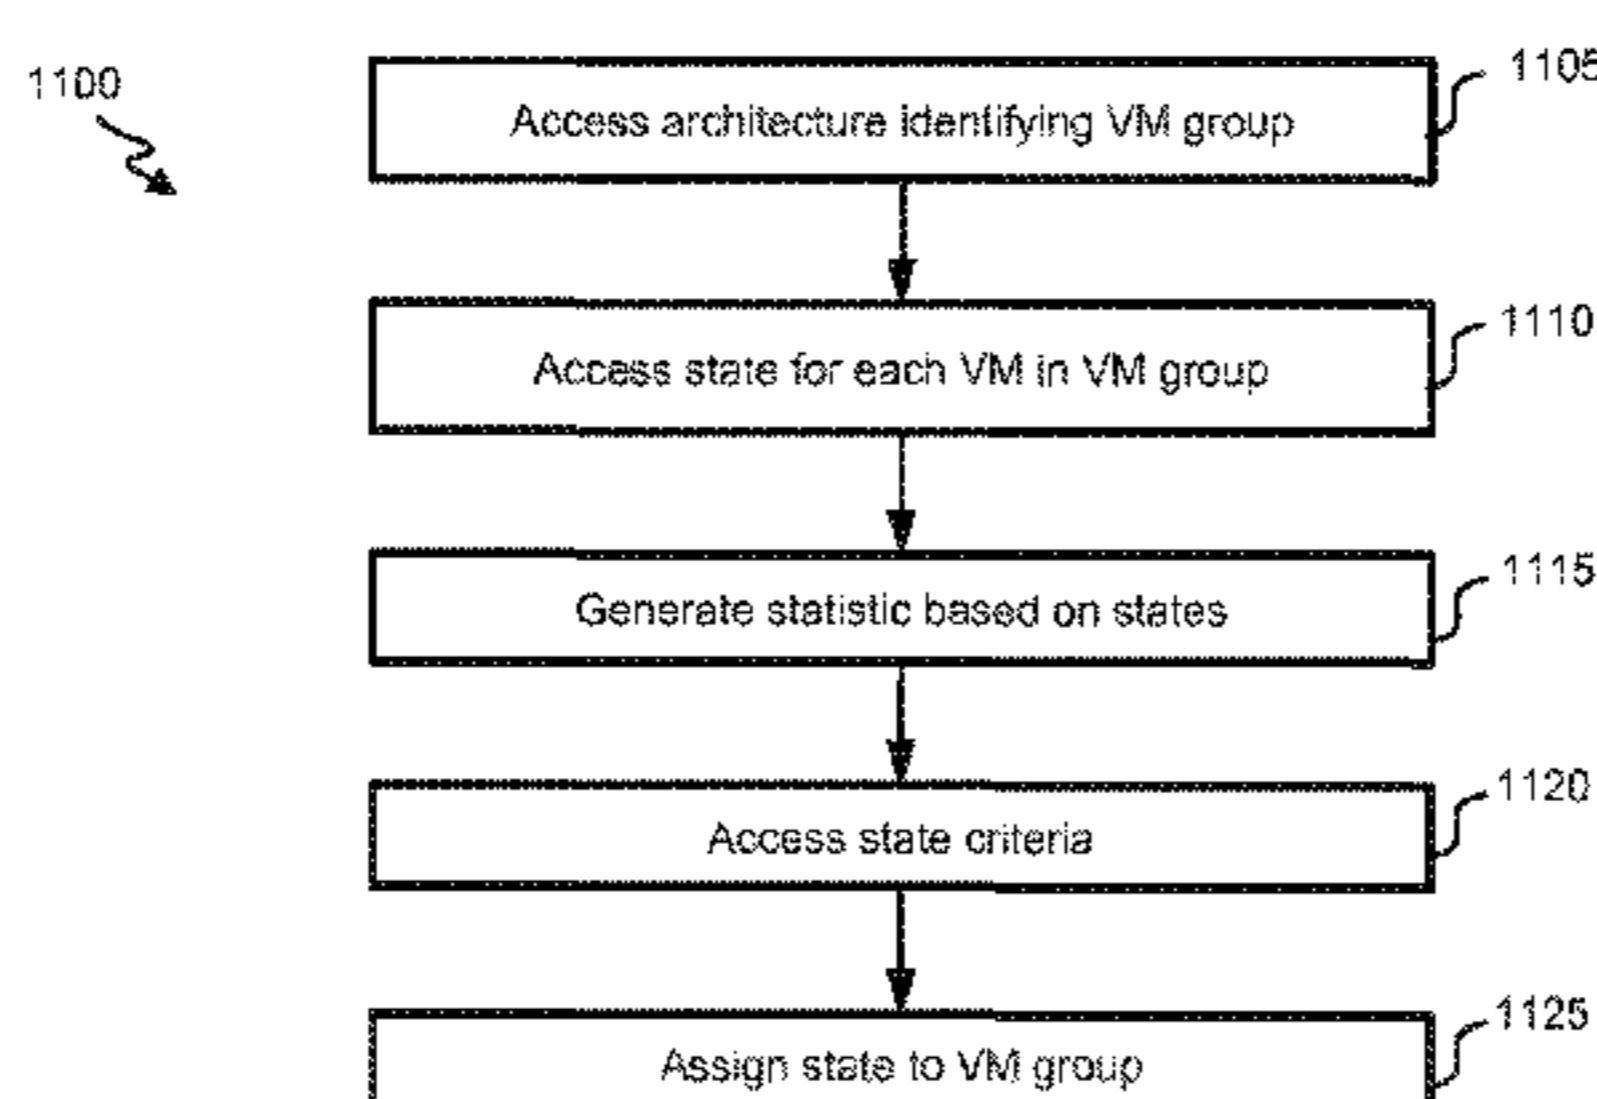 1100
1105
Access architecture identifying VM group
1110
Access state for each VM in VM group
1115
Generate statistic based on states
1120
Access state criteria
1125
Assign state to VM group